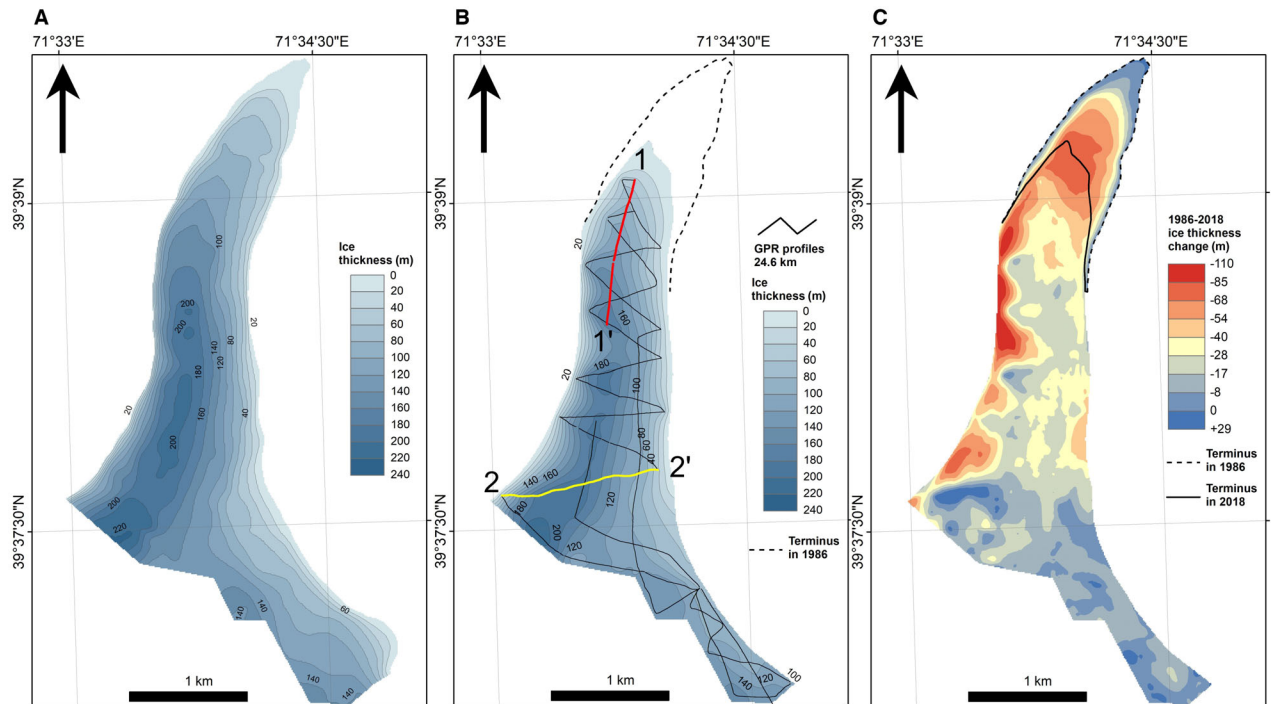 A
71°33'E
71°34'30"E
39°39'N
39°37'30"N
Ice
thickness (m)
0
20
40
60
80
100
120
140
160
180
200
220
240
100
200
200
20
140
80
120
180
160
40
20
200
200
220
140
140
60
140
140
1 km
B
71°33'E
71°34'30"E
39°39'N
39°37'30"N
1
20
160
1'
180
20
100
80
60
40
2
140
160
2'
180
120
200
120
100
120
140
GPR profiles
24.6 km
Ice
thickness (m)
0
20
40
60
80
100
120
140
160
180
200
220
240
Terminus
in 1986
1 km
C
71°33'E
71°34'30"E
39°39'N
39°37'30"N
1986-2018
ice thickness
change (m)
-110
-85
-68
-54
-40
-28
-17
-8
0
+29
Terminus
in 1986
Terminus
in 2018
1 km